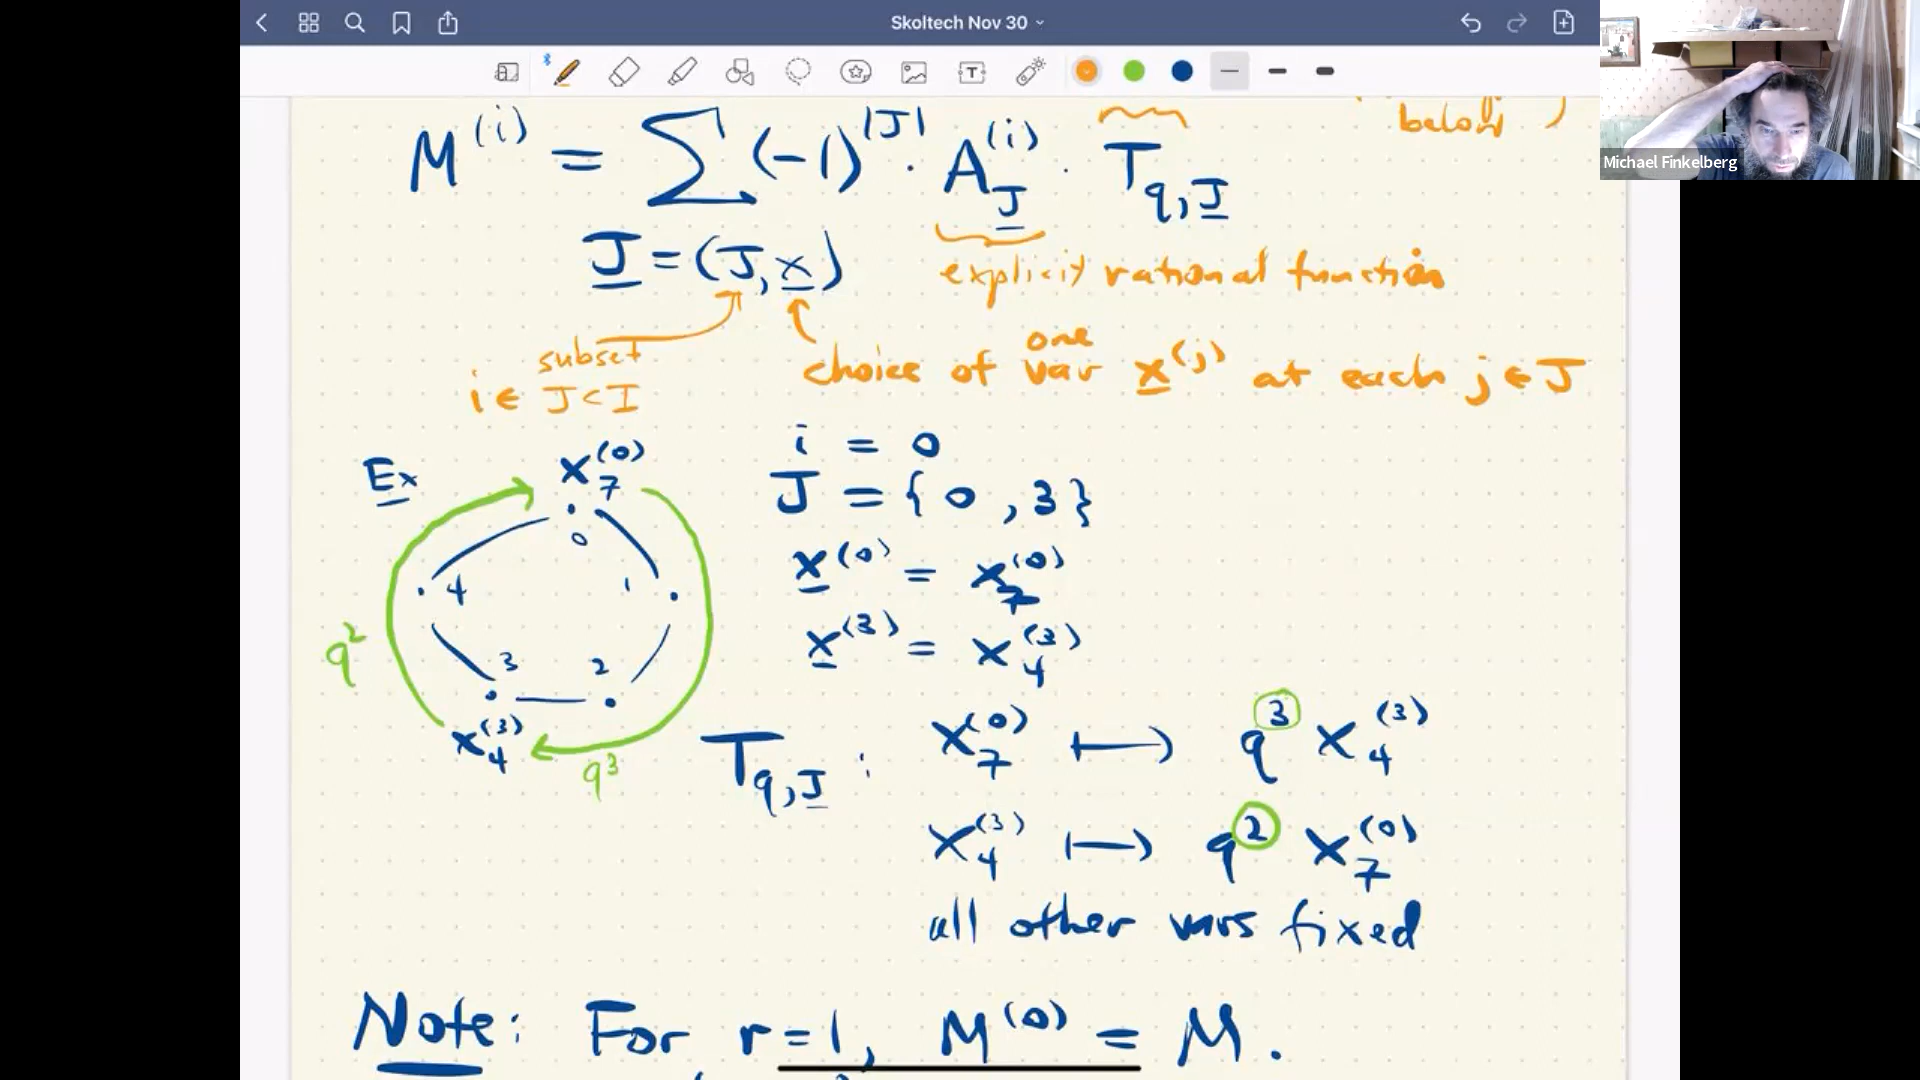 Skoltech Nov 30
Michael Finkelberg
below )
M^(i) = ∑ (-1)^|J| · A_J^(i) · T_{q,J}
J = (J, x)
explicit rational function
subset
i ∈ J ⊂ I
one
choice of var x^(j) at each j ∈ J
Ex
x_7^(0)
i = 0
J = {0, 3}
0
x^(0) = x_7^(0)
4
1
q^2
x^(3) = x_4^(3)
3
2
x_4^(3)
q^3
T_{q,J} : x_7^(0) ⟼ q^3 x_4^(3)
x_4^(3) ⟼ q^2 x_7^(0)
all other vars fixed
Note: For r = 1, M^(0) = M.